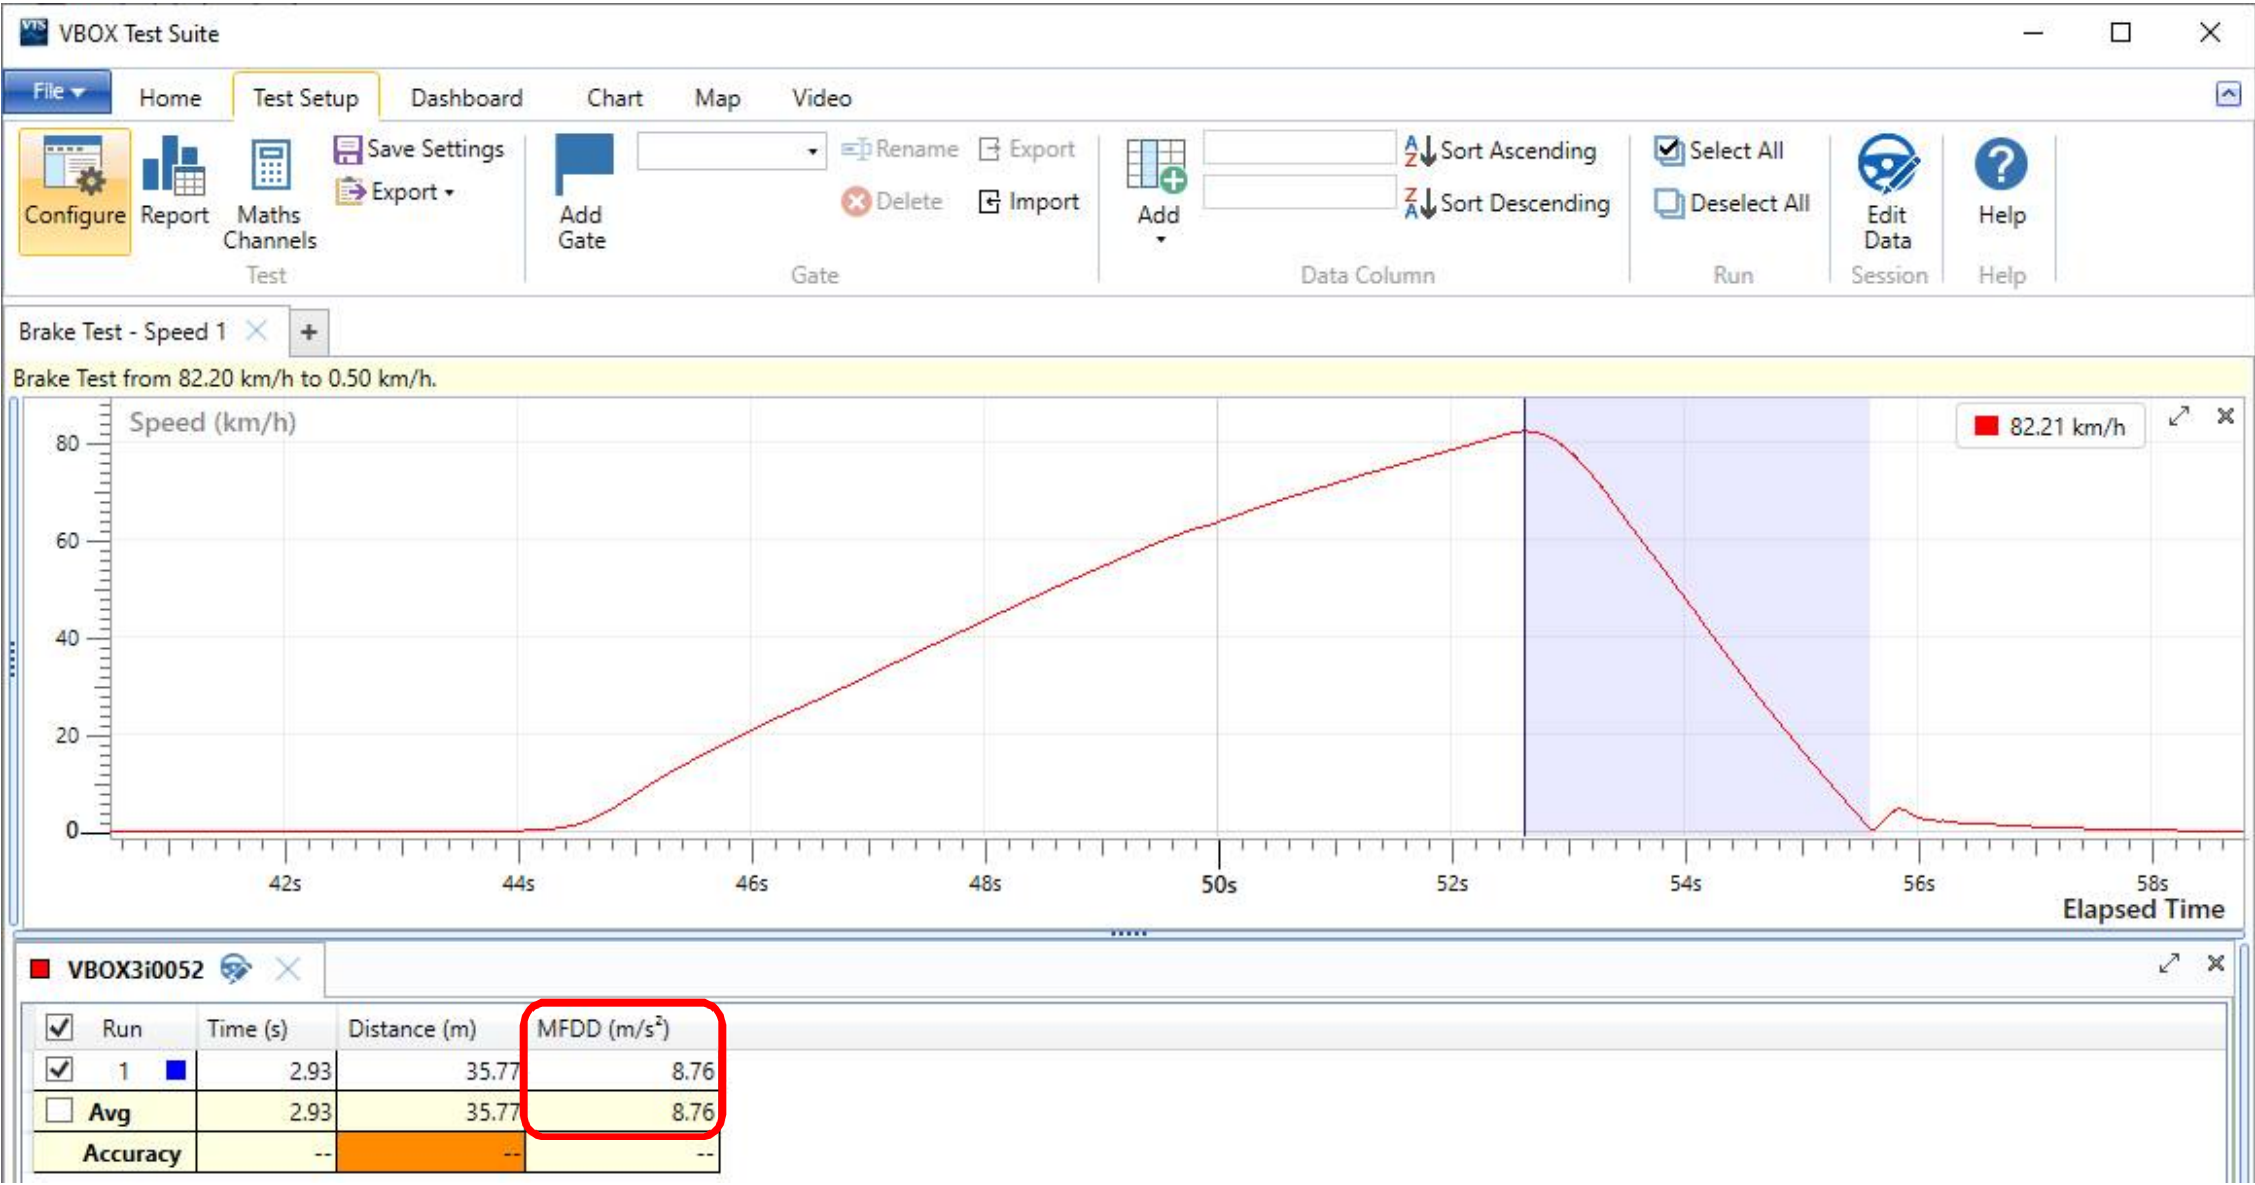 VTS VBOX Test Suite
File Home Test Setup Dashboard Chart Map Video
Configure Report Maths Channels Save Settings Export Add Gate Rename Export Delete Import Add Sort Ascending Sort Descending Select All Deselect All Edit Data Help
Test Gate Data Column Run Session Help
Brake Test - Speed 1 +
Brake Test from 82.20 km/h to 0.50 km/h.
Speed (km/h)
82.21 km/h
80
60
40
20
0
42s 44s 46s 48s 50s 52s 54s 56s 58s
Elapsed Time
VBOX3i0052
Run Time (s) Distance (m) MFDD (m/s²)
1 2.93 35.77 8.76
Avg 2.93 35.77 8.76
Accuracy -- -- --